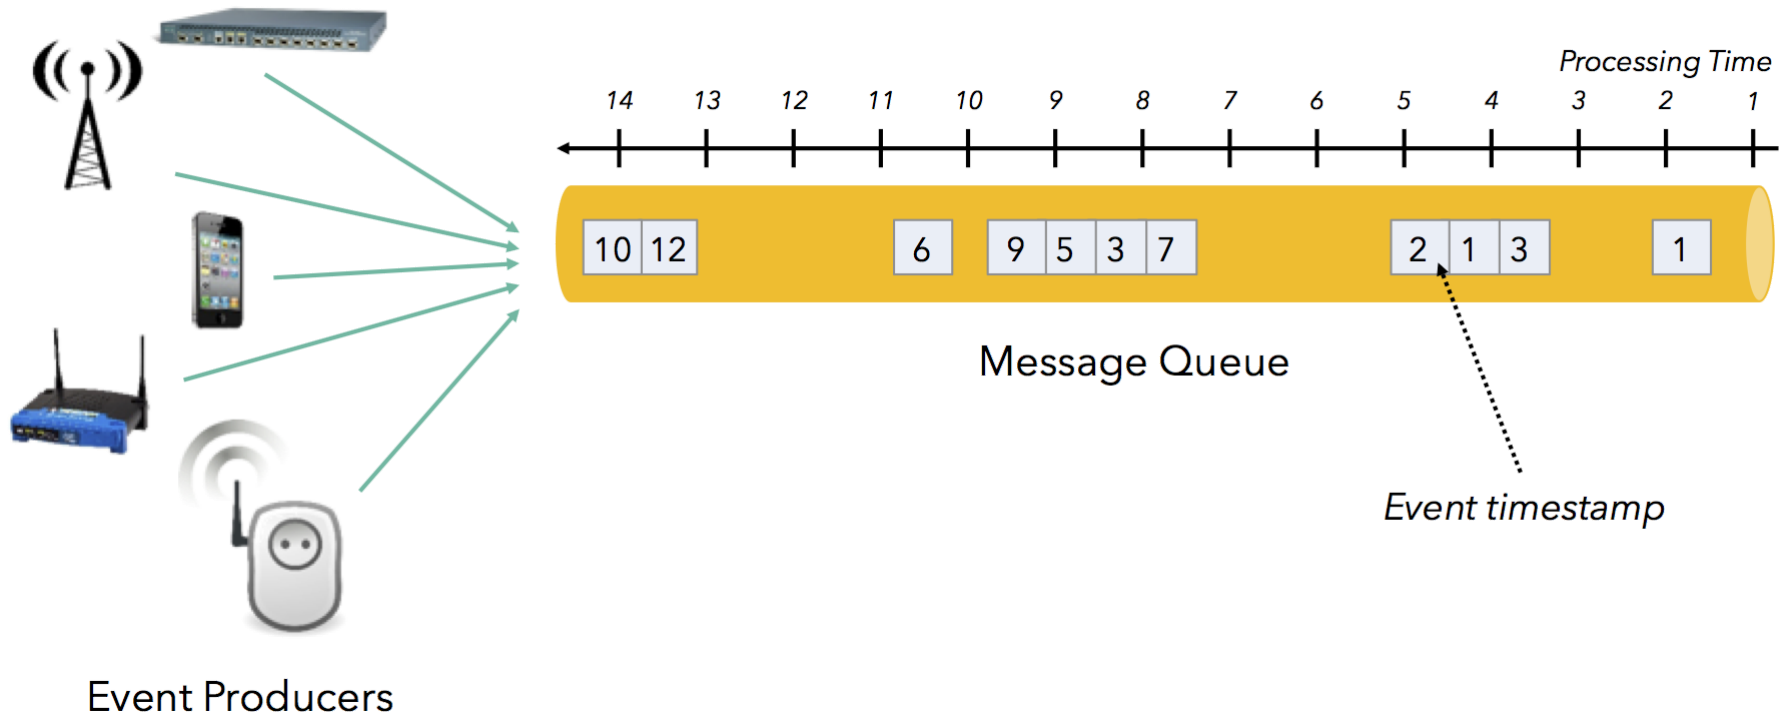 Processing Time
14 13 12 11 10 9 8 7 6 5 4 3 2 1
10 12 6 9 5 3 7 2 1 3 1
Message Queue
Event timestamp
Event Producers